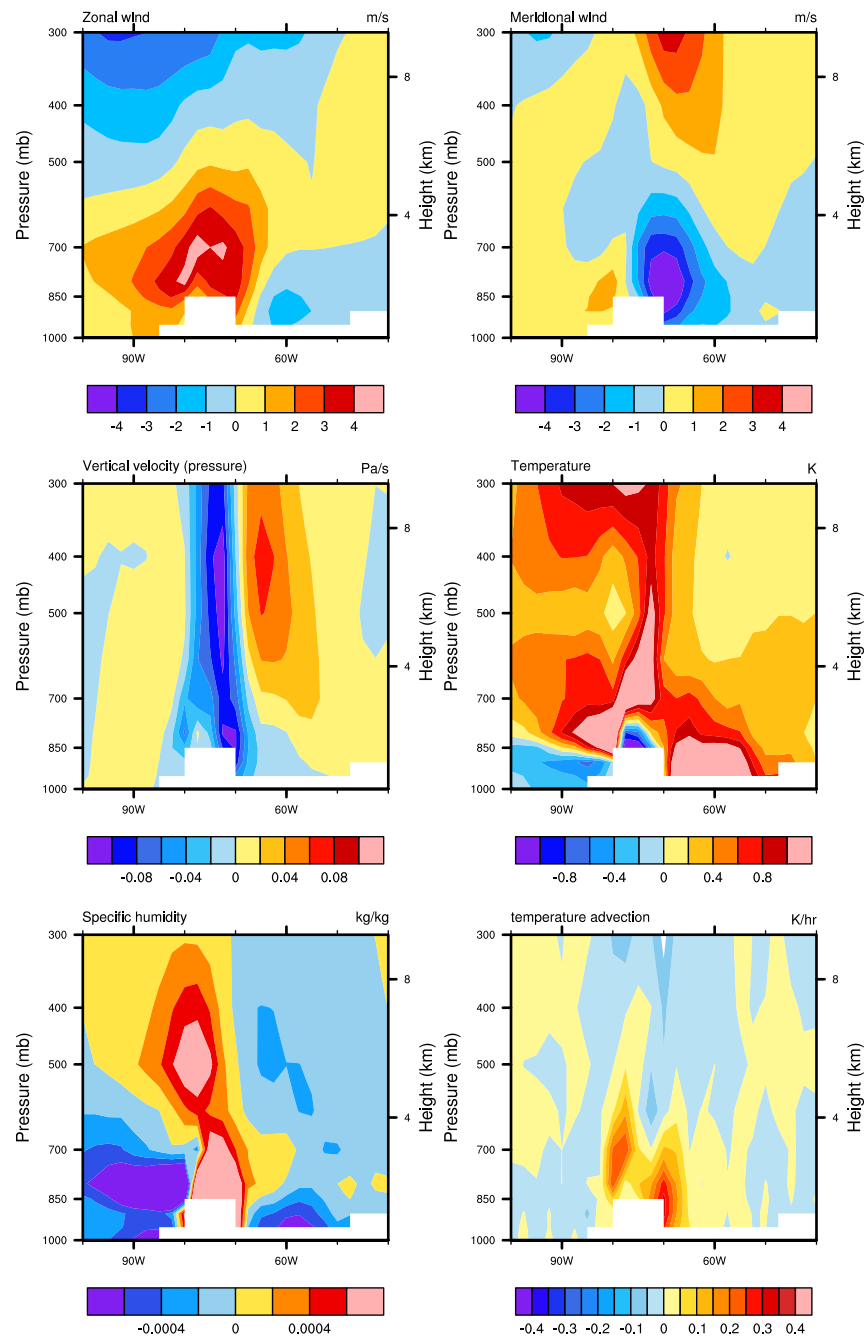 Zonal wind m/s
300
400
500
700
850
1000
Pressure (mb)
8
4
Height (km)
90W 60W
-4 -3 -2 -1 0 1 2 3 4
Meridional wind m/s
300
400
500
700
850
1000
Pressure (mb)
8
4
Height (km)
90W 60W
-4 -3 -2 -1 0 1 2 3 4
Vertical velocity (pressure) Pa/s
300
400
500
700
850
1000
Pressure (mb)
8
4
Height (km)
90W 60W
-0.08 -0.04 0 0.04 0.08
Temperature K
300
400
500
700
850
1000
Pressure (mb)
8
4
Height (km)
90W 60W
-0.8 -0.4 0 0.4 0.8
Specific humidity kg/kg
300
400
500
700
850
1000
Pressure (mb)
8
4
Height (km)
90W 60W
-0.0004 0 0.0004
temperature advection K/hr
300
400
500
700
850
1000
Pressure (mb)
8
4
Height (km)
90W 60W
-0.4 -0.3 -0.2 -0.1 0 0.1 0.2 0.3 0.4